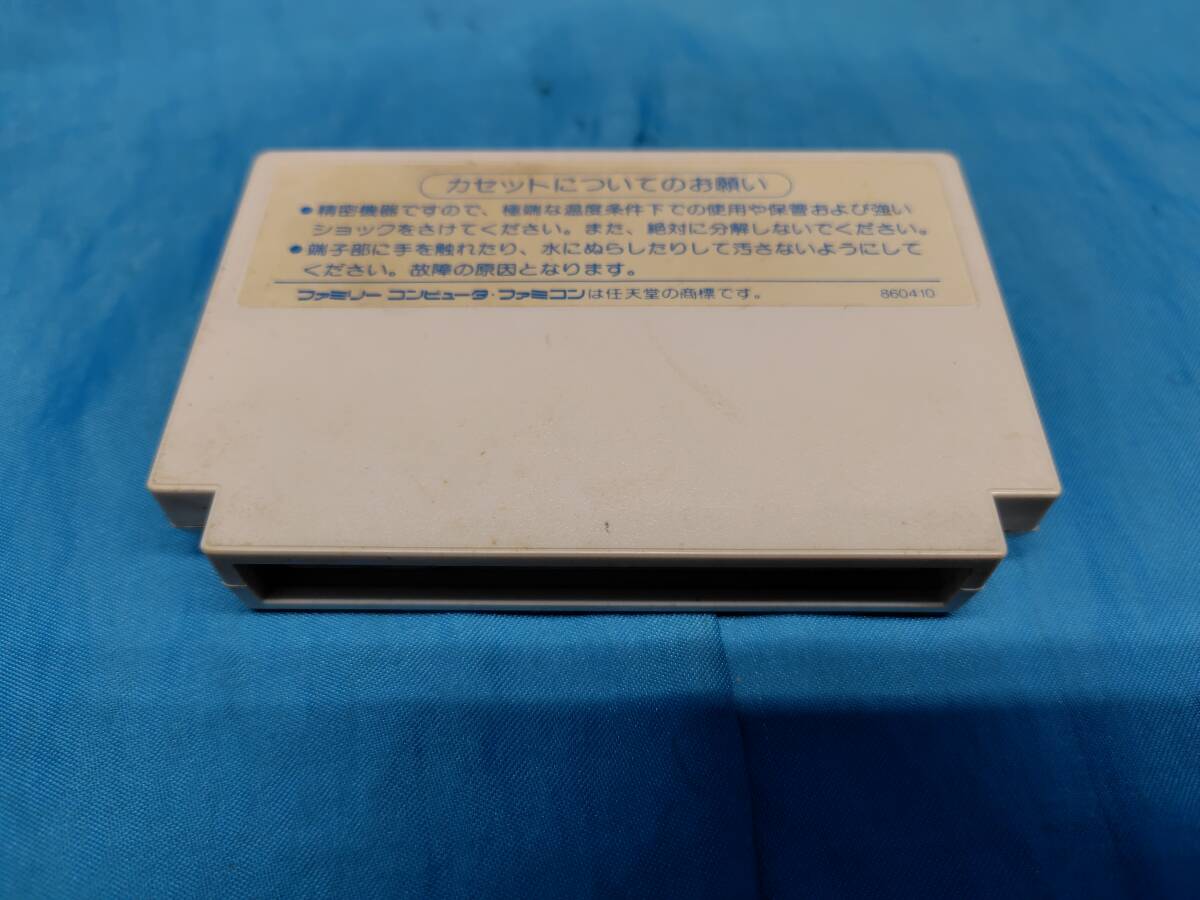 カセットについてのお願い
●精密機器ですので、極端な温度条件下での使用や保管および強い
ショックをさけてください。また、絶対に分解しないでください。
●端子部に手を触れたり、水にぬらしたりして汚さないようにして
ください。故障の原因となります。
ファミリー コンピュータ・ファミコンは任天堂の商標です。 860410